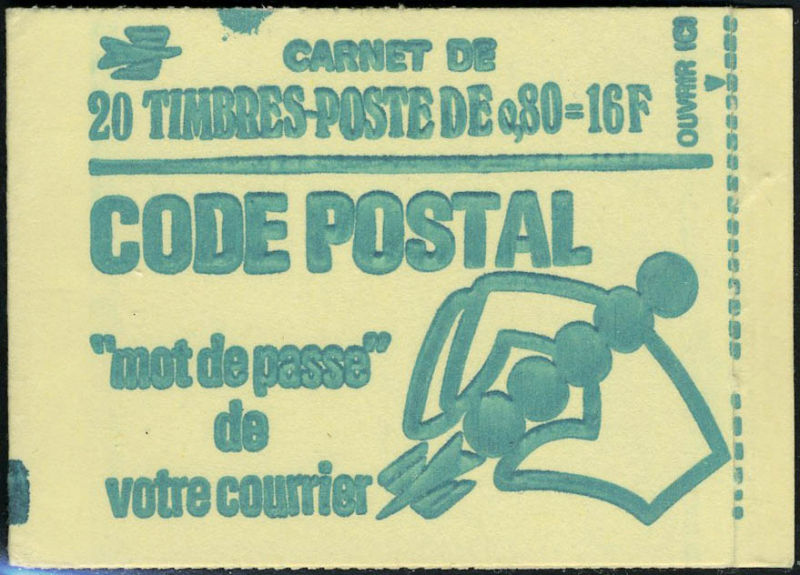 CARNET DE
20 TIMBRES-POSTE DE 0,80=16F
OUVRIR ICI
CODE POSTAL
"mot de passe"
de
votre courrier